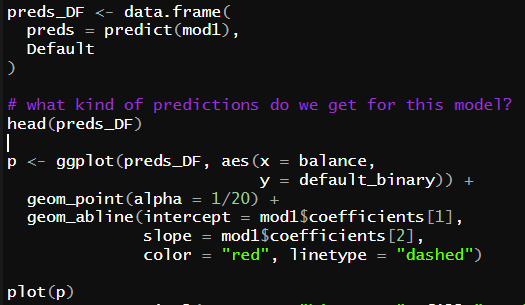 preds_DF <- data.frame(
  preds = predict(mod1),
  Default
)

# what kind of predictions do we get for this model?
head(preds_DF)

p <- ggplot(preds_DF, aes(x = balance,
                          y = default_binary)) +
  geom_point(alpha = 1/20) +
  geom_abline(intercept = mod1$coefficients[1],
              slope = mod1$coefficients[2],
              color = "red", linetype = "dashed")

plot(p)